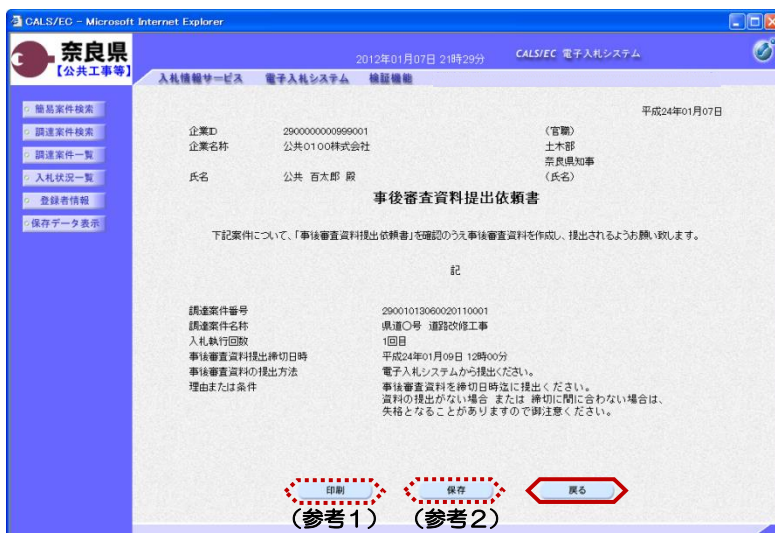 CALS/EC - Microsoft Internet Explorer
奈良県
【公共工事等】
2012年01月07日 21時29分
CALS/EC 電子入札システム
入札情報サービス 電子入札システム 検証機能
簡易案件検索
調達案件検索
調達案件一覧
入札状況一覧
登録者情報
保存データ表示
平成24年01月07日
企業ID 2900000000999001 (官職)
企業名称 公共0100株式会社 土木部
奈良県知事
氏名 公共 百太郎 殿 (氏名)
事後審査資料提出依頼書
下記案件について、「事後審査資料提出依頼書」を確認のうえ事後審査資料を作成し、提出されるようお願い致します。
記
調達案件番号 29001013060020110001
調達案件名称 県道〇号 道路改修工事
入札執行回数 1回目
事後審査資料提出締切日時 平成24年01月09日 12時00分
事後審査資料の提出方法 電子入札システムから提出ください。
理由または条件 事後審査資料を締切日時迄に提出ください。
資料の提出がない場合 または 締切に間に合わない場合は、
失格となることがありますので御注意ください。
印刷 保存 戻る
(参考1) (参考2)